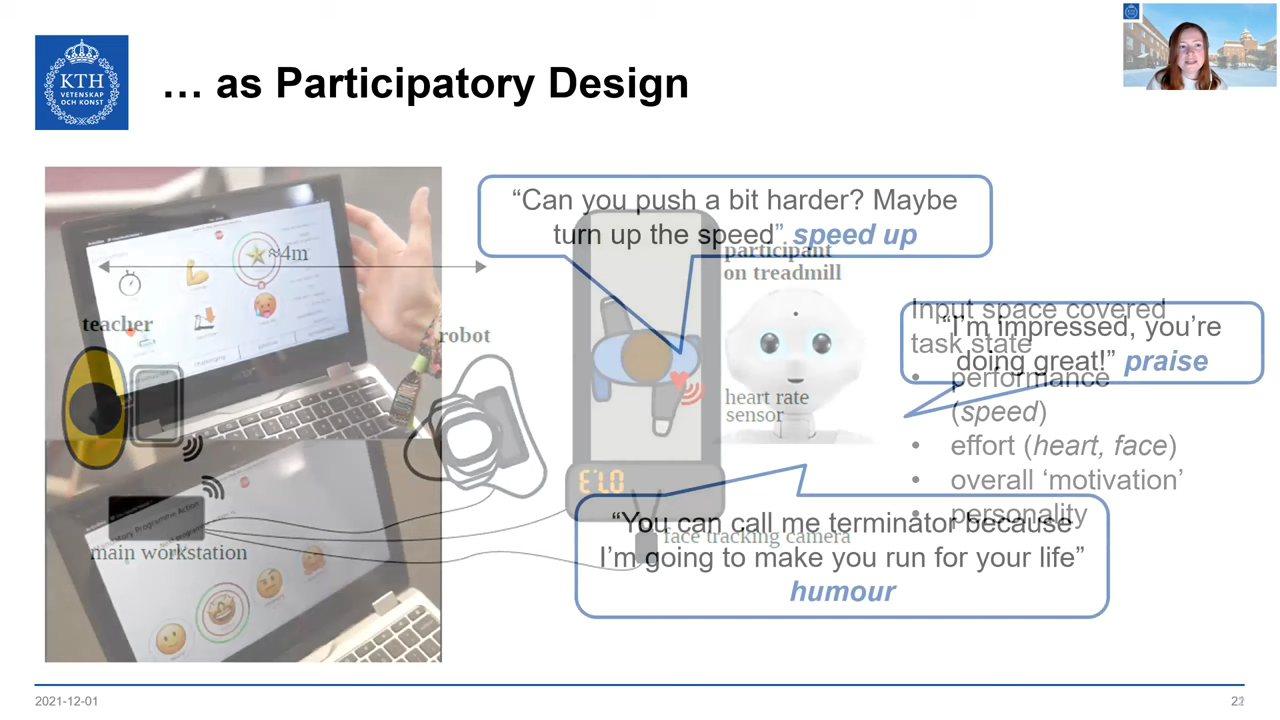 KTH
VETENSKAP
OCH KONST
… as Participatory Design
“Can you push a bit harder? Maybe
turn up the speed” speed up
≈4m
participant
on treadmill
teacher
robot
Input space covered
task state
• performance
(speed)
• effort (heart, face)
• overall ‘motivation’
• personality
“I’m impressed, you’re
doing great!” praise
heart rate
sensor
main workstation
face tracking camera
“You can call me terminator because
I’m going to make you run for your life”
humour
2021-12-01